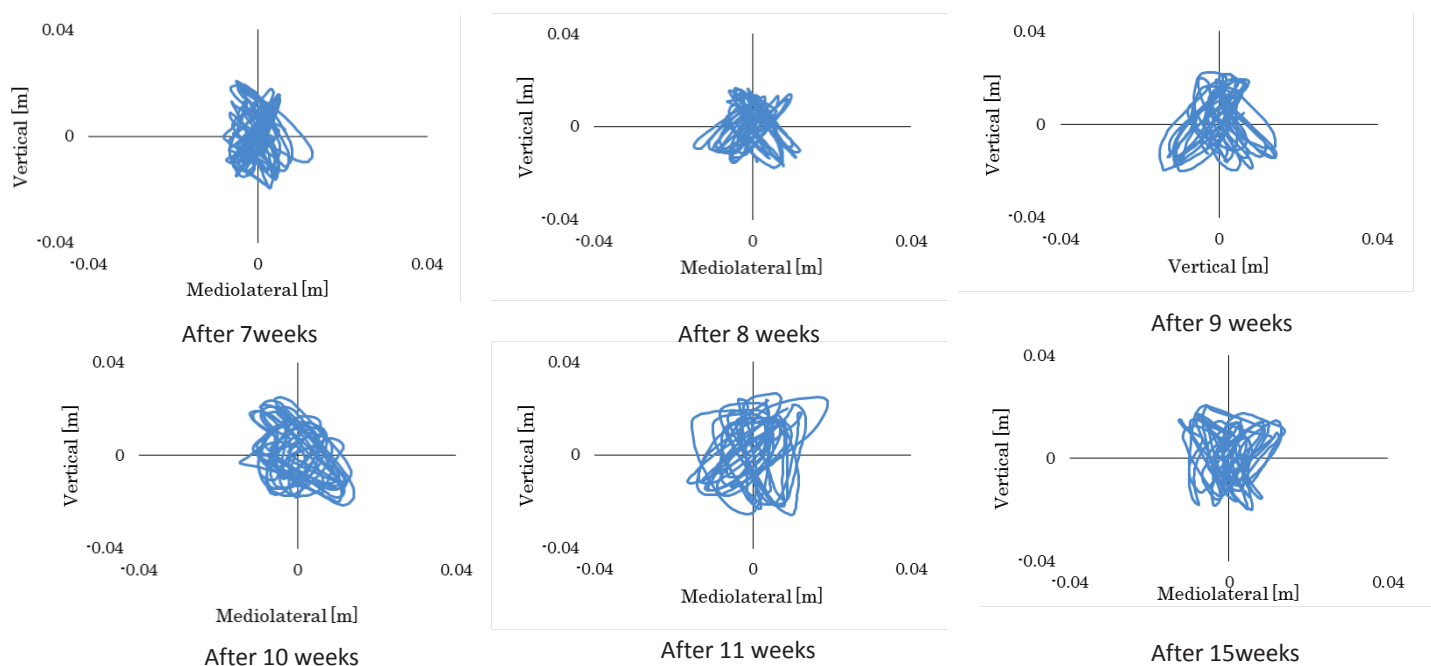 0.04
Vertical [m]
0
-0.04
-0.04
0
0.04
Mediolateral [m]
After 7weeks
0.04
Vertical [m]
0
-0.04
-0.04
0
0.04
Mediolateral [m]
After 8 weeks
0.04
Vertical [m]
0
-0.04
-0.04
0
0.04
Vertical [m]
After 9 weeks
0.04
Vertical [m]
0
-0.04
-0.04
0
0.04
Mediolateral [m]
After 10 weeks
0.04
Vertical [m]
0
-0.04
-0.04
0
0.04
Mediolateral [m]
After 11 weeks
0.04
Vertical [m]
0
-0.04
-0.04
0
0.04
Mediolateral [m]
After 15weeks